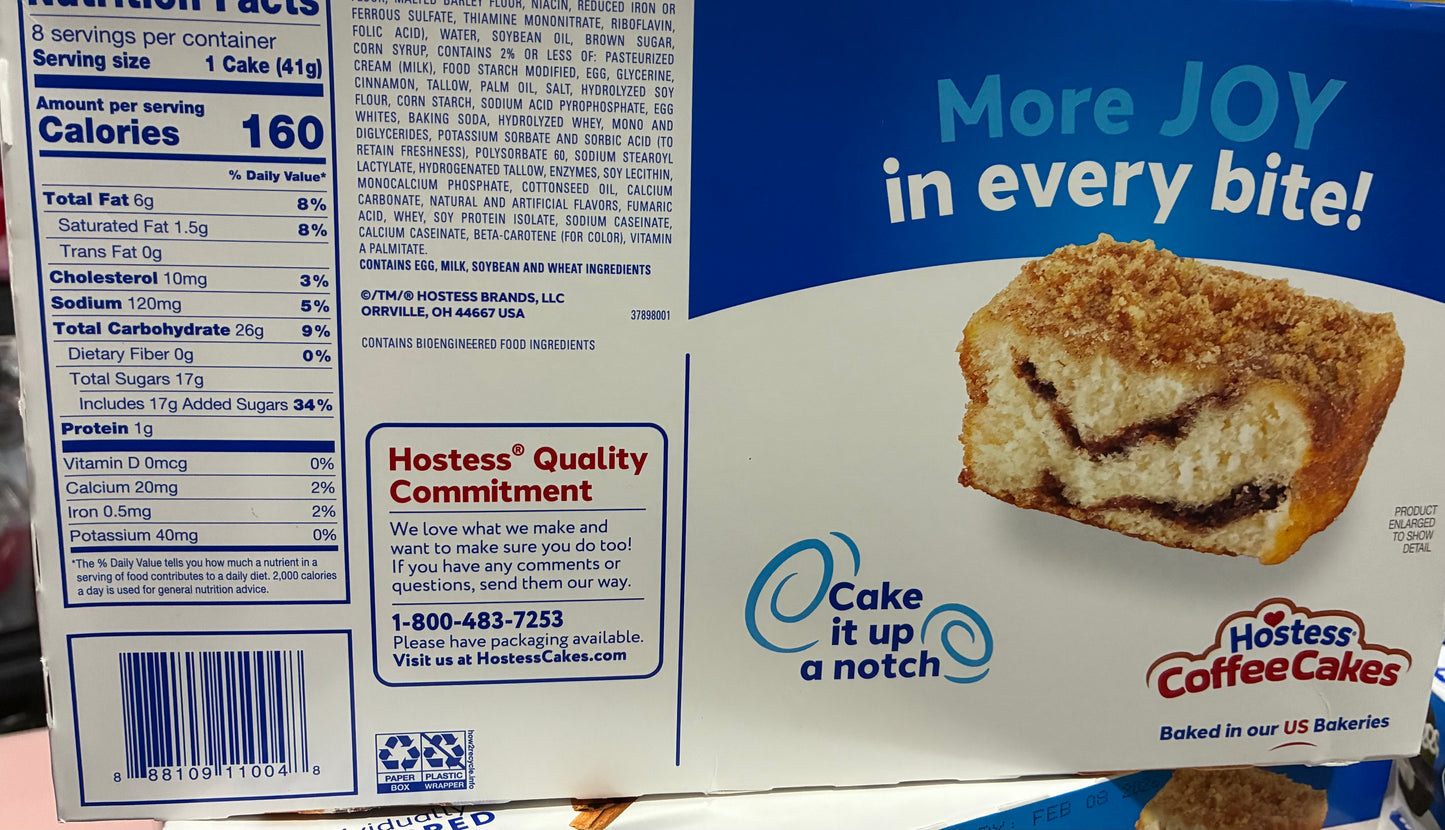 Nutrition Facts
8 servings per container
Serving size 1 Cake (41g)
Amount per serving
Calories 160
% Daily Value*
Total Fat 6g 8%
Saturated Fat 1.5g 8%
Trans Fat 0g
Cholesterol 10mg 3%
Sodium 120mg 5%
Total Carbohydrate 26g 9%
Dietary Fiber 0g 0%
Total Sugars 17g
Includes 17g Added Sugars 34%
Protein 1g
Vitamin D 0mcg 0%
Calcium 20mg 2%
Iron 0.5mg 2%
Potassium 40mg 0%
*The % Daily Value tells you how much a nutrient in a
serving of food contributes to a daily diet. 2,000 calories
a day is used for general nutrition advice.
8 88109 11004 8
FLOUR, MALTED BARLEY FLOUR, NIACIN, REDUCED IRON OR
FERROUS SULFATE, THIAMINE MONONITRATE, RIBOFLAVIN,
FOLIC ACID), WATER, SOYBEAN OIL, BROWN SUGAR,
CORN SYRUP, CONTAINS 2% OR LESS OF: PASTEURIZED
CREAM (MILK), FOOD STARCH MODIFIED, EGG, GLYCERINE,
CINNAMON, TALLOW, PALM OIL, SALT, HYDROLYZED SOY
FLOUR, CORN STARCH, SODIUM ACID PYROPHOSPHATE, EGG
WHITES, BAKING SODA, HYDROLYZED WHEY, MONO AND
DIGLYCERIDES, POTASSIUM SORBATE AND SORBIC ACID (TO
RETAIN FRESHNESS), POLYSORBATE 60, SODIUM STEAROYL
LACTYLATE, HYDROGENATED TALLOW, ENZYMES, SOY LECITHIN,
MONOCALCIUM PHOSPHATE, COTTONSEED OIL, CALCIUM
CARBONATE, NATURAL AND ARTIFICIAL FLAVORS, FUMARIC
ACID, WHEY, SOY PROTEIN ISOLATE, SODIUM CASEINATE,
CALCIUM CASEINATE, BETA-CAROTENE (FOR COLOR), VITAMIN
A PALMITATE.
CONTAINS EGG, MILK, SOYBEAN AND WHEAT INGREDIENTS
©/TM/® HOSTESS BRANDS, LLC
ORRVILLE, OH 44667 USA 37898001
CONTAINS BIOENGINEERED FOOD INGREDIENTS
Hostess® Quality
Commitment
We love what we make and
want to make sure you do too!
If you have any comments or
questions, send them our way.
1-800-483-7253
Please have packaging available.
Visit us at HostessCakes.com
PAPER
BOX
PLASTIC
WRAPPER
how2recycle.info
More JOY
in every bite!
PRODUCT
ENLARGED
TO SHOW
DETAIL
Cake
it up
a notch
Hostess®
CoffeeCakes
Baked in our US Bakeries
FEB 08